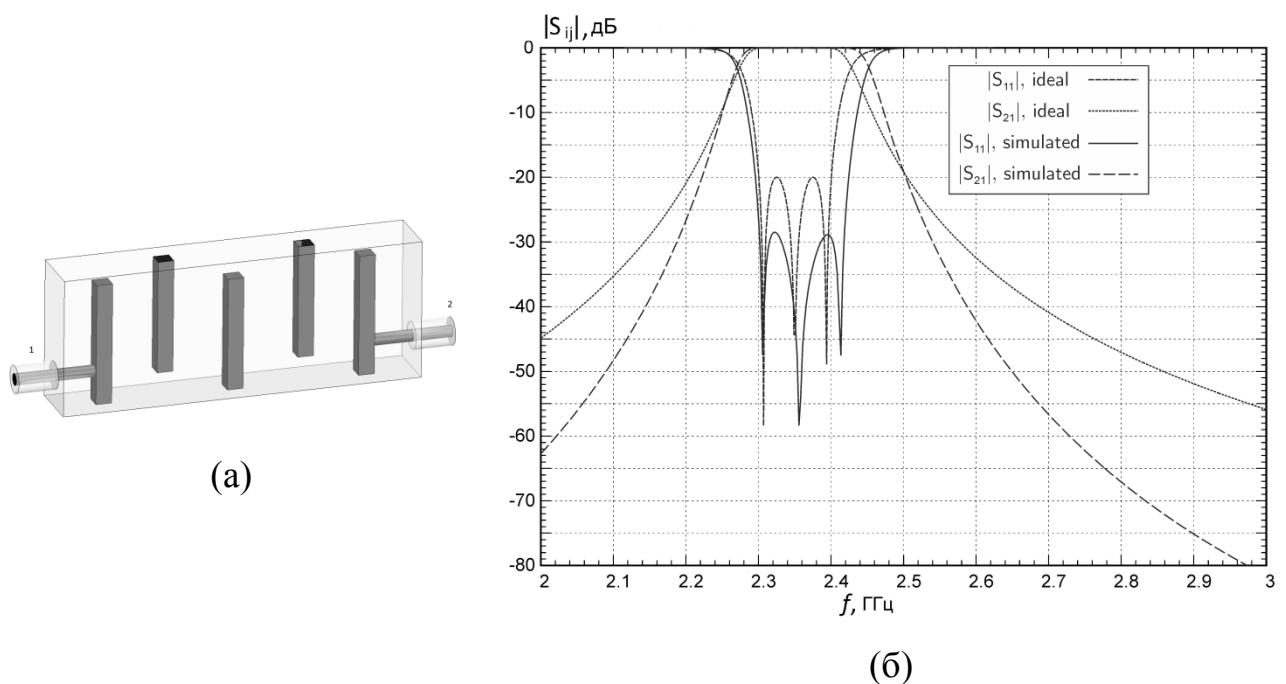 1
2
(а)
|S ij|, дБ
0
-10
-20
-30
-40
-50
-60
-70
-80
|S11|, ideal
|S21|, ideal
|S11|, simulated
|S21|, simulated
2 2.1 2.2 2.3 2.4 2.5 2.6 2.7 2.8 2.9 3
f, ГГц
(б)